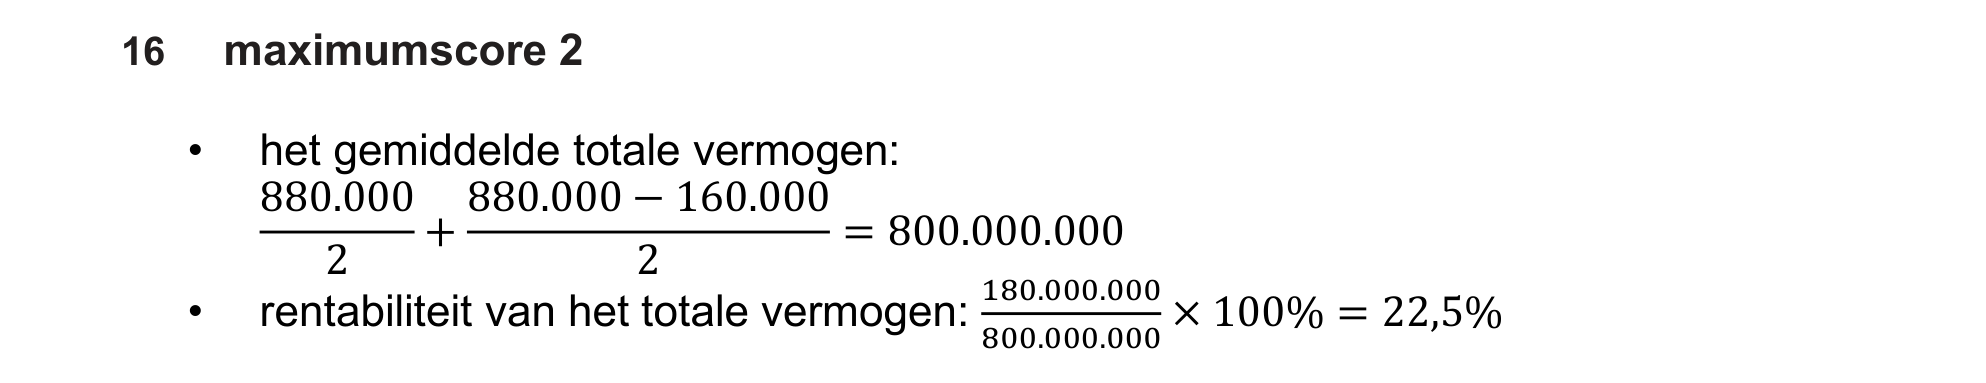 16 maximumscore 2
• het gemiddelde totale vermogen:
880.000/2 + (880.000 − 160.000)/2 = 800.000.000
• rentabiliteit van het totale vermogen: 180.000.000/800.000.000 × 100% = 22,5%